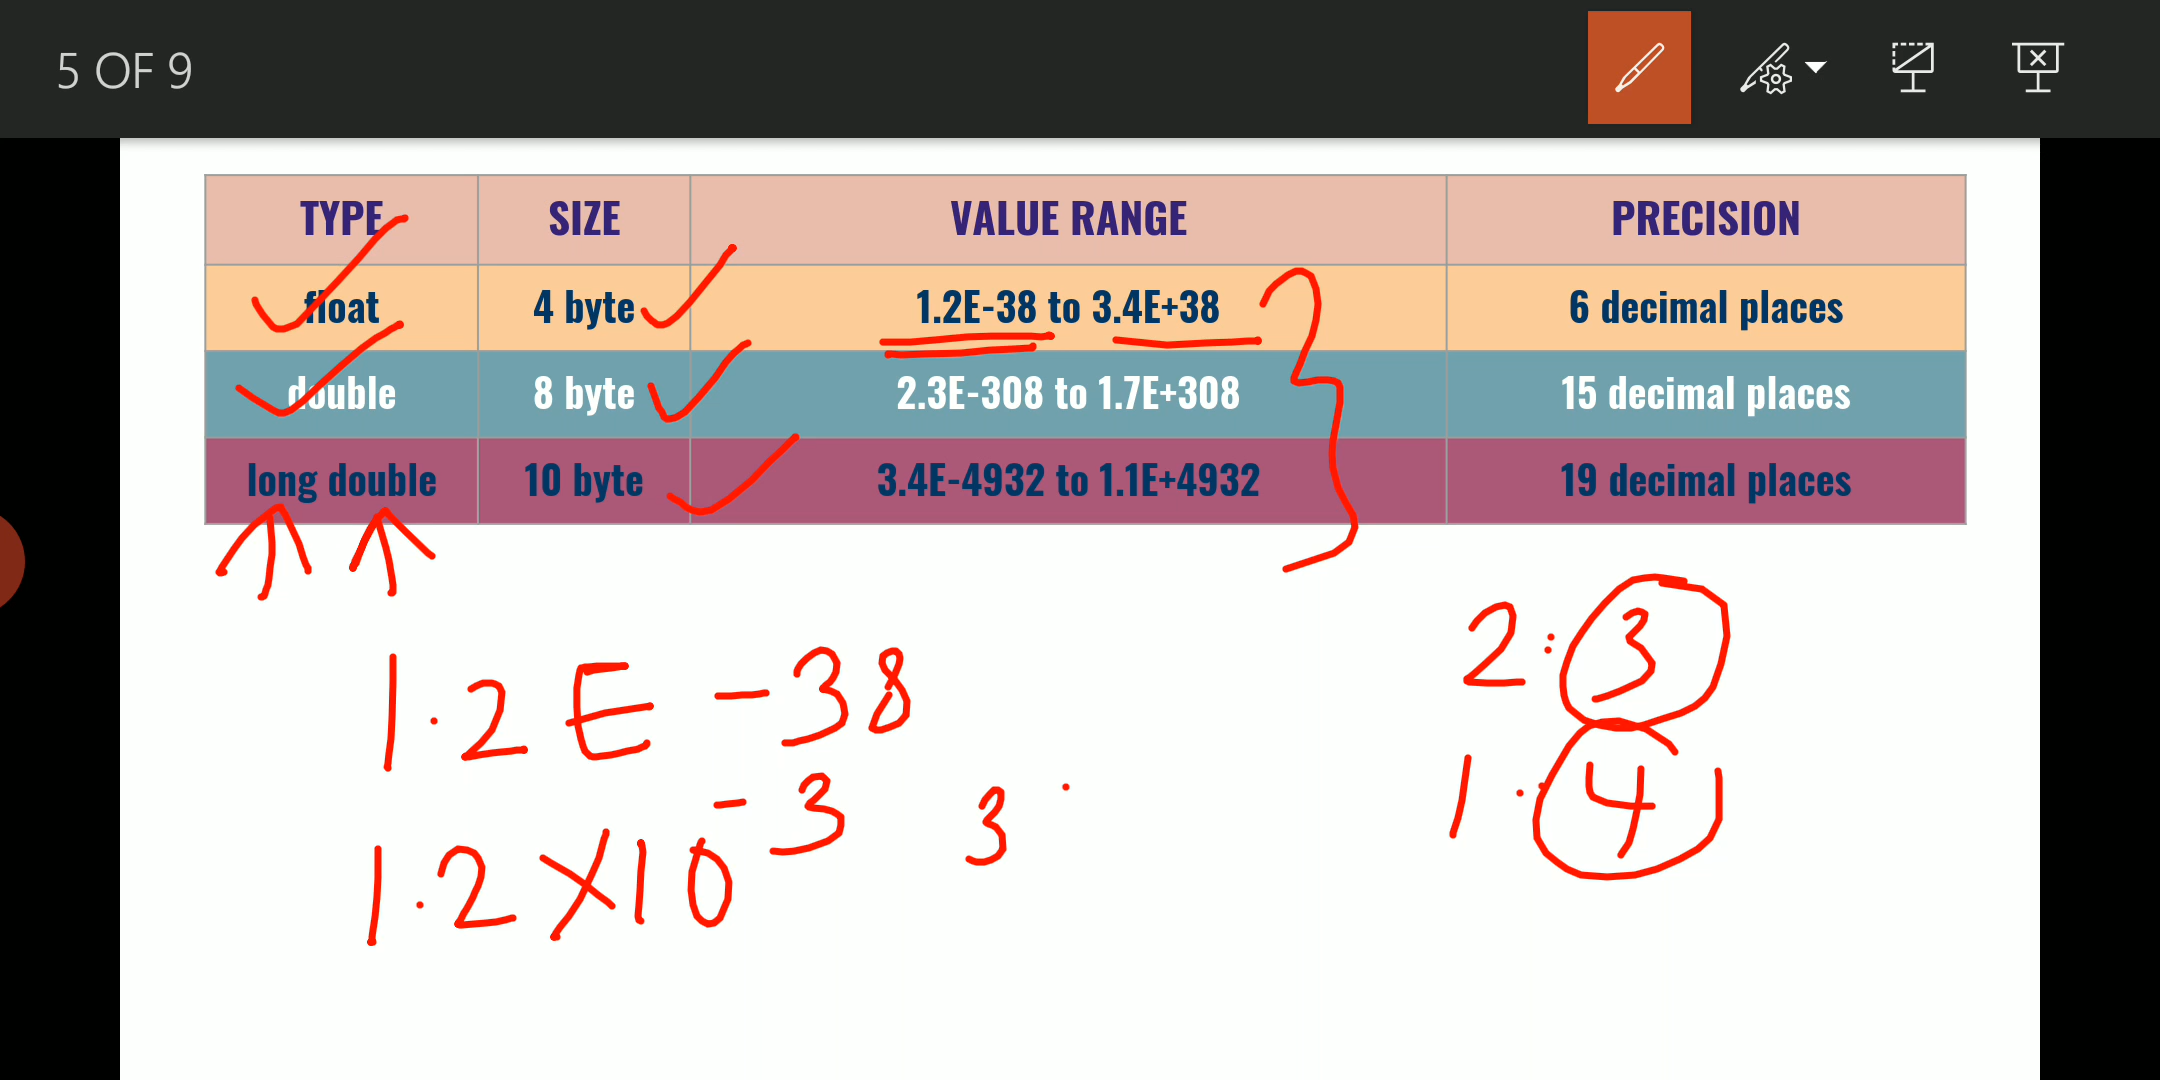 5 OF 9
TYPE SIZE VALUE RANGE PRECISION
float 4 byte 1.2E-38 to 3.4E+38 6 decimal places
double 8 byte 2.3E-308 to 1.7E+308 15 decimal places
long double 10 byte 3.4E-4932 to 1.1E+4932 19 decimal places
1.2E-38
2:3
1.2X10 -3
3.
1.4